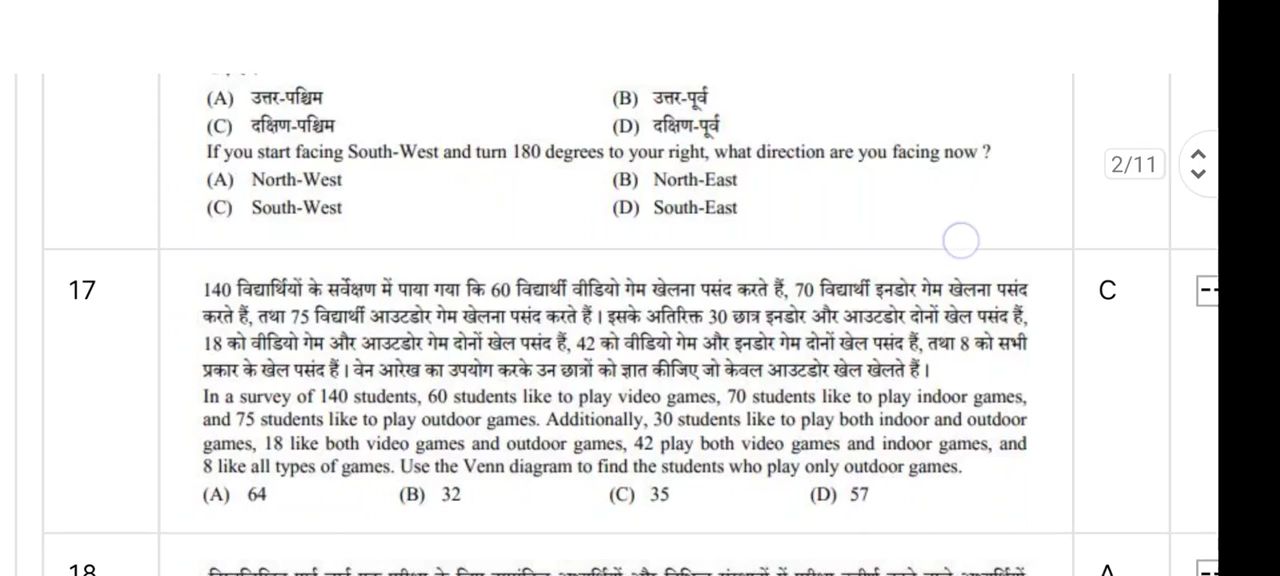 (A) उत्तर-पश्चिम (B) उत्तर-पूर्व
(C) दक्षिण-पश्चिम (D) दक्षिण-पूर्व
If you start facing South-West and turn 180 degrees to your right, what direction are you facing now ?
2/11
(A) North-West (B) North-East
(C) South-West (D) South-East
17
140 विद्यार्थियों के सर्वेक्षण में पाया गया कि 60 विद्यार्थी वीडियो गेम खेलना पसंद करते हैं, 70 विद्यार्थी इनडोर गेम खेलना पसंद
C
--
करते हैं, तथा 75 विद्यार्थी आउटडोर गेम खेलना पसंद करते हैं । इसके अतिरिक्त 30 छात्र इनडोर और आउटडोर दोनों खेल पसंद हैं,
18 को वीडियो गेम और आउटडोर गेम दोनों खेल पसंद हैं, 42 को वीडियो गेम और इनडोर गेम दोनों खेल पसंद हैं, तथा 8 को सभी
प्रकार के खेल पसंद हैं । वेन आरेख का उपयोग करके उन छात्रों को ज्ञात कीजिए जो केवल आउटडोर खेल खेलते हैं ।
In a survey of 140 students, 60 students like to play video games, 70 students like to play indoor games,
and 75 students like to play outdoor games. Additionally, 30 students like to play both indoor and outdoor
games, 18 like both video games and outdoor games, 42 play both video games and indoor games, and
8 like all types of games. Use the Venn diagram to find the students who play only outdoor games.
(A) 64 (B) 32 (C) 35 (D) 57
18
A